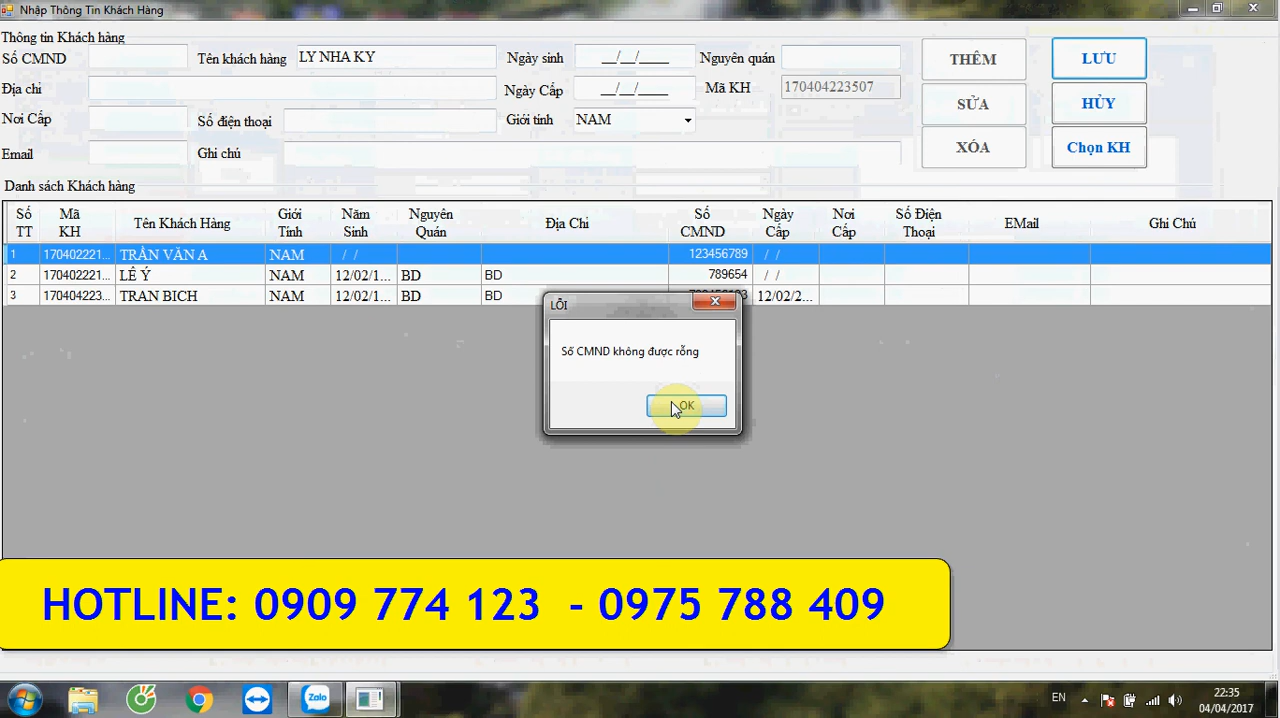 Nhập Thông Tin Khách Hàng
Thông tin Khách hàng
Số CMND Tên khách hàng LY NHA KY Ngày sinh __/__/____ Nguyên quán THÊM LƯU
Địa chỉ Ngày Cấp __/__/____ Mã KH 170404223507 SỬA HỦY
Nơi Cấp Số điện thoại Giới tính NAM
Email Ghi chú XÓA Chọn KH
Danh sách Khách hàng
Số TT Mã KH Tên Khách Hàng Giới Tính Năm Sinh Nguyên Quán Địa Chỉ Số CMND Ngày Cấp Nơi Cấp Số Điện Thoại EMail Ghi Chú
1 170402221... TRẦN VĂN A NAM / / 123456789 / /
2 170402221... LÊ Ý NAM 12/02/1... BD BD 789654 / /
3 170404223... TRAN BICH NAM 12/02/1... BD BD 12/02/2...
LỖI
Số CMND không được rỗng
OK
HOTLINE: 0909 774 123 - 0975 788 409
Zalo
EN
22:35
04/04/2017